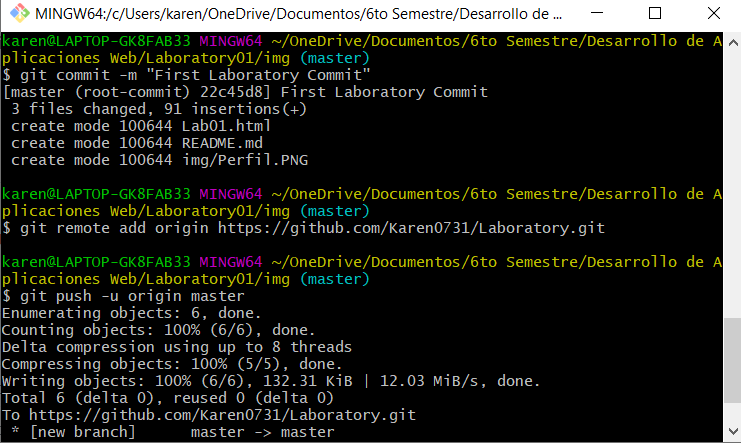 MINGW64:/c/Users/karen/OneDrive/Documentos/6to Semestre/Desarrollo de ...
karen@LAPTOP-GK8FAB33 MINGW64 ~/OneDrive/Documentos/6to Semestre/Desarrollo de A
plicaciones Web/Laboratory01/img (master)
$ git commit -m "First Laboratory Commit"
[master (root-commit) 22c45d8] First Laboratory Commit
 3 files changed, 91 insertions(+)
 create mode 100644 Lab01.html
 create mode 100644 README.md
 create mode 100644 img/Perfil.PNG
karen@LAPTOP-GK8FAB33 MINGW64 ~/OneDrive/Documentos/6to Semestre/Desarrollo de A
plicaciones Web/Laboratory01/img (master)
$ git remote add origin https://github.com/Karen0731/Laboratory.git
karen@LAPTOP-GK8FAB33 MINGW64 ~/OneDrive/Documentos/6to Semestre/Desarrollo de A
plicaciones Web/Laboratory01/img (master)
$ git push -u origin master
Enumerating objects: 6, done.
Counting objects: 100% (6/6), done.
Delta compression using up to 8 threads
Compressing objects: 100% (5/5), done.
Writing objects: 100% (6/6), 132.31 KiB | 12.03 MiB/s, done.
Total 6 (delta 0), reused 0 (delta 0)
To https://github.com/Karen0731/Laboratory.git
 * [new branch]      master -> master